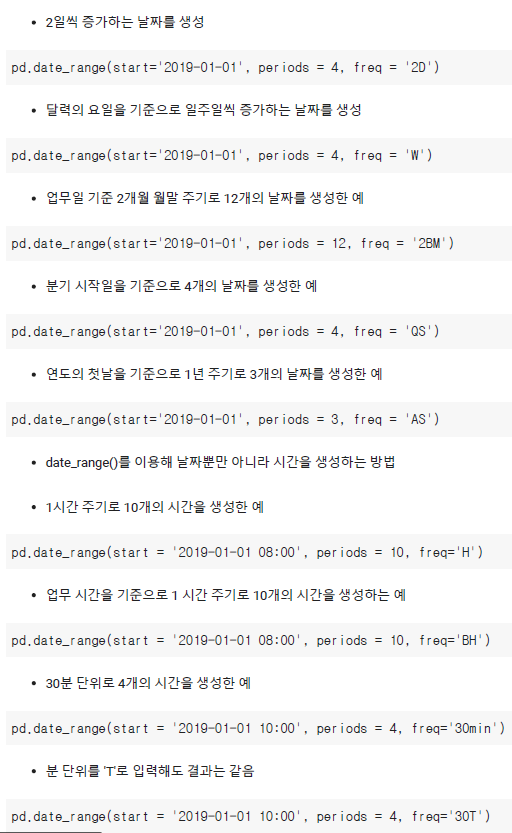 • 2일씩 증가하는 날짜를 생성
pd.date_range(start='2019-01-01', periods = 4, freq = '2D')
• 달력의 요일을 기준으로 일주일씩 증가하는 날짜를 생성
pd.date_range(start='2019-01-01', periods = 4, freq = 'W')
• 업무일 기준 2개월 월말 주기로 12개의 날짜를 생성한 예
pd.date_range(start='2019-01-01', periods = 12, freq = '2BM')
• 분기 시작일을 기준으로 4개의 날짜를 생성한 예
pd.date_range(start='2019-01-01', periods = 4, freq = 'QS')
• 연도의 첫날을 기준으로 1년 주기로 3개의 날짜를 생성한 예
pd.date_range(start='2019-01-01', periods = 3, freq = 'AS')
• date_range()를 이용해 날짜뿐만 아니라 시간을 생성하는 방법
• 1시간 주기로 10개의 시간을 생성한 예
pd.date_range(start = '2019-01-01 08:00', periods = 10, freq='H')
• 업무 시간을 기준으로 1 시간 주기로 10개의 시간을 생성하는 예
pd.date_range(start = '2019-01-01 08:00', periods = 10, freq='BH')
• 30분 단위로 4개의 시간을 생성한 예
pd.date_range(start = '2019-01-01 10:00', periods = 4, freq='30min')
• 분 단위를 'T'로 입력해도 결과는 같음
pd.date_range(start = '2019-01-01 10:00', periods = 4, freq='30T')